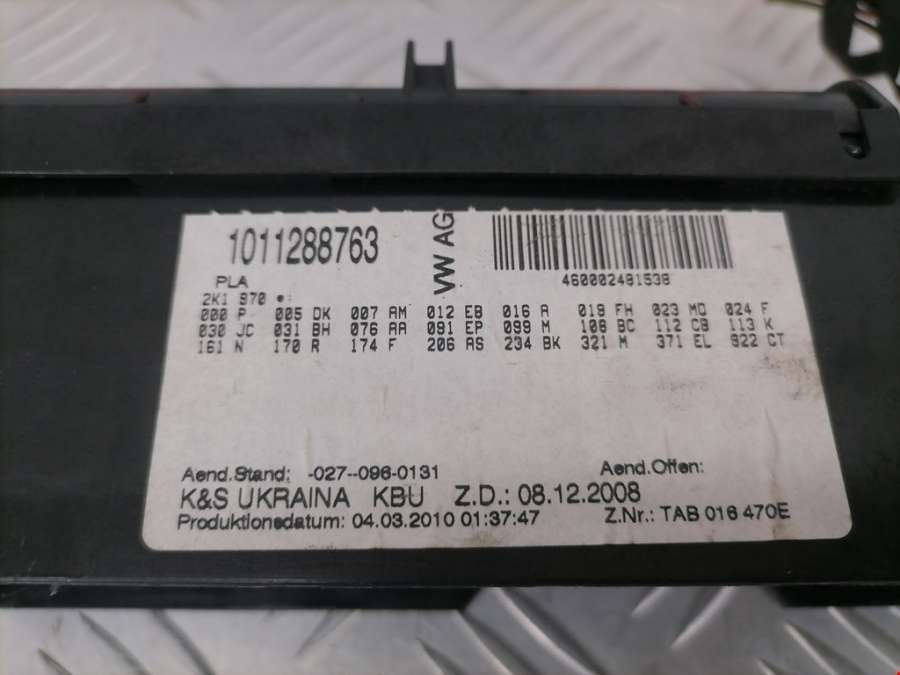 1011288763
VW AG
460002481538
PLA
2K1 970 *:
000 P 005 DK 007 AM 012 EB 016 A 019 FH 023 MD 024 F
030 JC 031 BH 076 AA 091 EP 099 M 108 BC 112 CB 113 K
161 N 170 R 174 F 206 AS 234 BK 321 M 371 EL 922 CT
Aend.Stand: -027--096-0131 Aend.Offen:
K&S UKRAINA KBU Z.D.: 08.12.2008
Produktionsdatum: 04.03.2010 01:37:47 Z.Nr.: TAB 016 470E